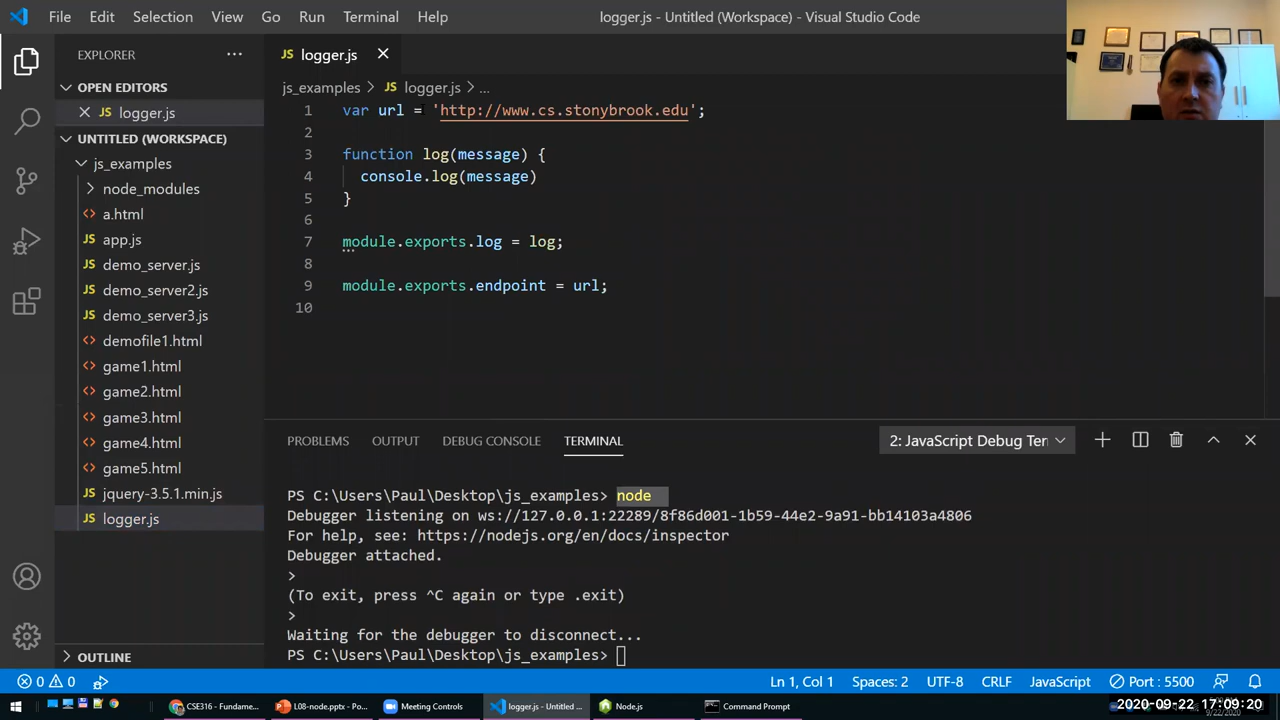 File Edit Selection View Go Run Terminal Help logger.js - Untitled (Workspace) - Visual Studio Code
EXPLORER
OPEN EDITORS
JS logger.js
UNTITLED (WORKSPACE)
js_examples
node_modules
<> a.html
JS app.js
JS demo_server.js
JS demo_server2.js
JS demo_server3.js
<> demofile1.html
<> game1.html
<> game2.html
<> game3.html
<> game4.html
<> game5.html
JS jquery-3.5.1.min.js
JS logger.js
OUTLINE
JS logger.js
js_examples > JS logger.js > ...
1 var url = 'http://www.cs.stonybrook.edu';
2
3 function log(message) {
4 console.log(message)
5 }
6
7 module.exports.log = log;
8
9 module.exports.endpoint = url;
10
PROBLEMS OUTPUT DEBUG CONSOLE TERMINAL 2: JavaScript Debug Ter
PS C:\Users\Paul\Desktop\js_examples> node
Debugger listening on ws://127.0.0.1:22289/8f86d001-1b59-44e2-9a91-bb14103a4806
For help, see: https://nodejs.org/en/docs/inspector
Debugger attached.
>
(To exit, press ^C again or type .exit)
>
Waiting for the debugger to disconnect...
PS C:\Users\Paul\Desktop\js_examples>
0 0 Ln 1, Col 1 Spaces: 2 UTF-8 CRLF JavaScript Port : 5500
CSE316 - Fundame... L08-node.pptx - Po... Meeting Controls logger.js - Untitled ... Node.js Command Prompt 2020-09-22 17:09:20